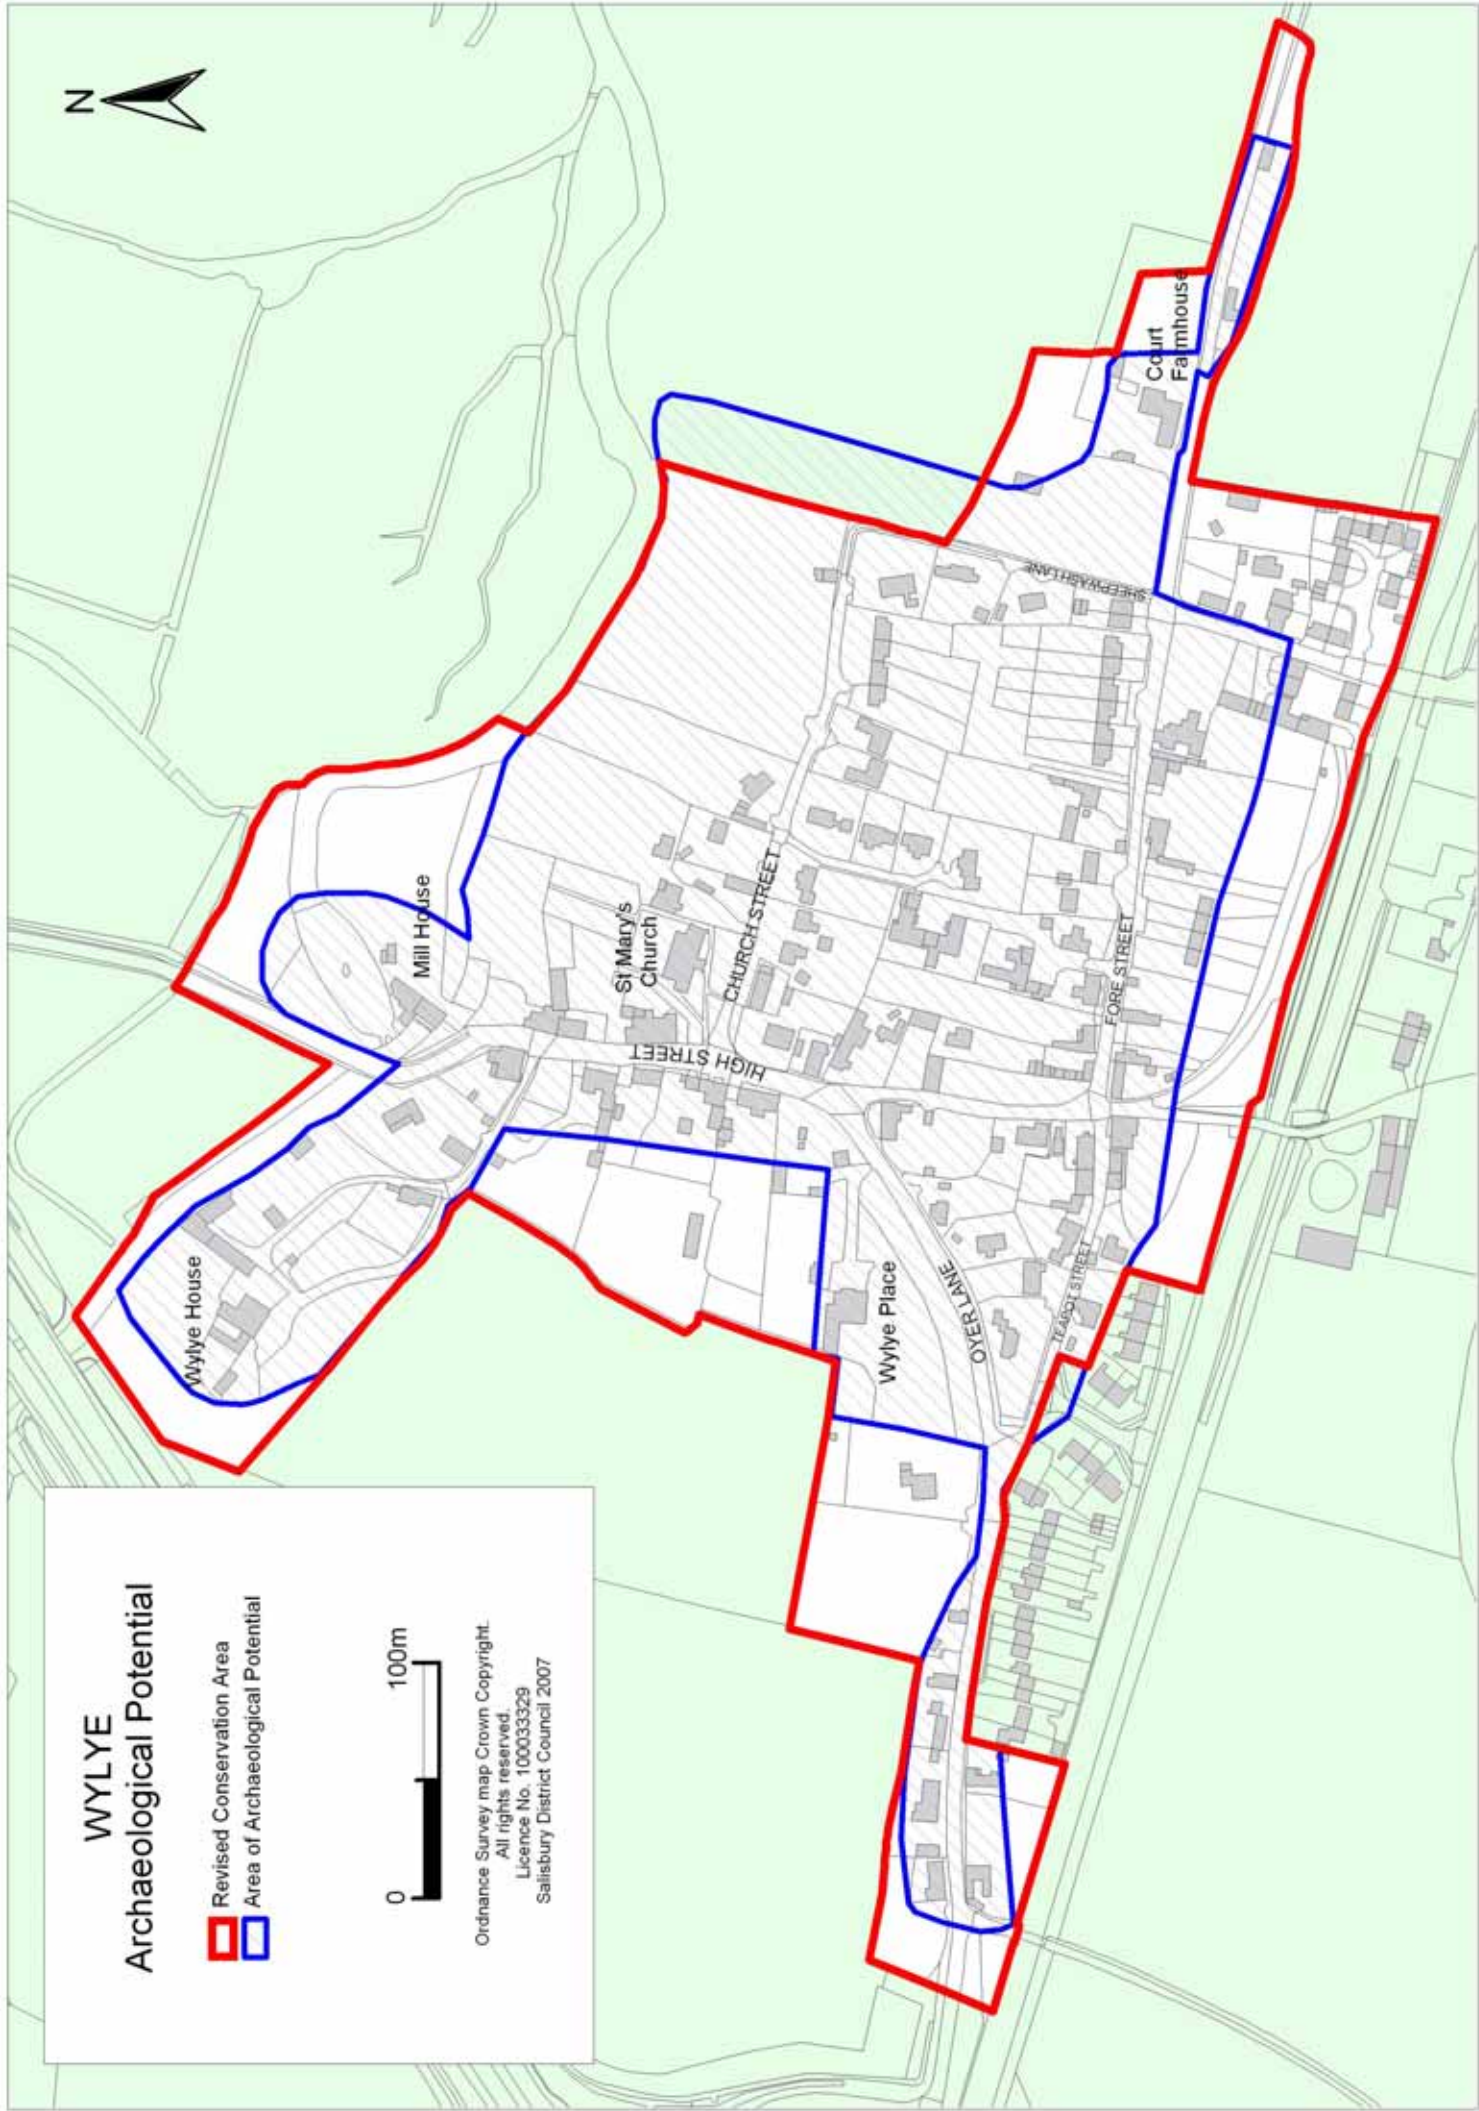 WYLYE
Archaeological Potential
Revised Conservation Area
Area of Archaeological Potential
0
100m
Ordnance Survey map Crown Copyright.
All rights reserved.
Licence No. 100033329
Salisbury District Council 2007
N
Wylye House
Mill House
St Mary's
Church
HIGH STREET
CHURCH STREET
Wylye Place
OYER LANE
TEAPOT STREET
FORE STREET
SHEEPWASH LANE
Court
Farmhouse